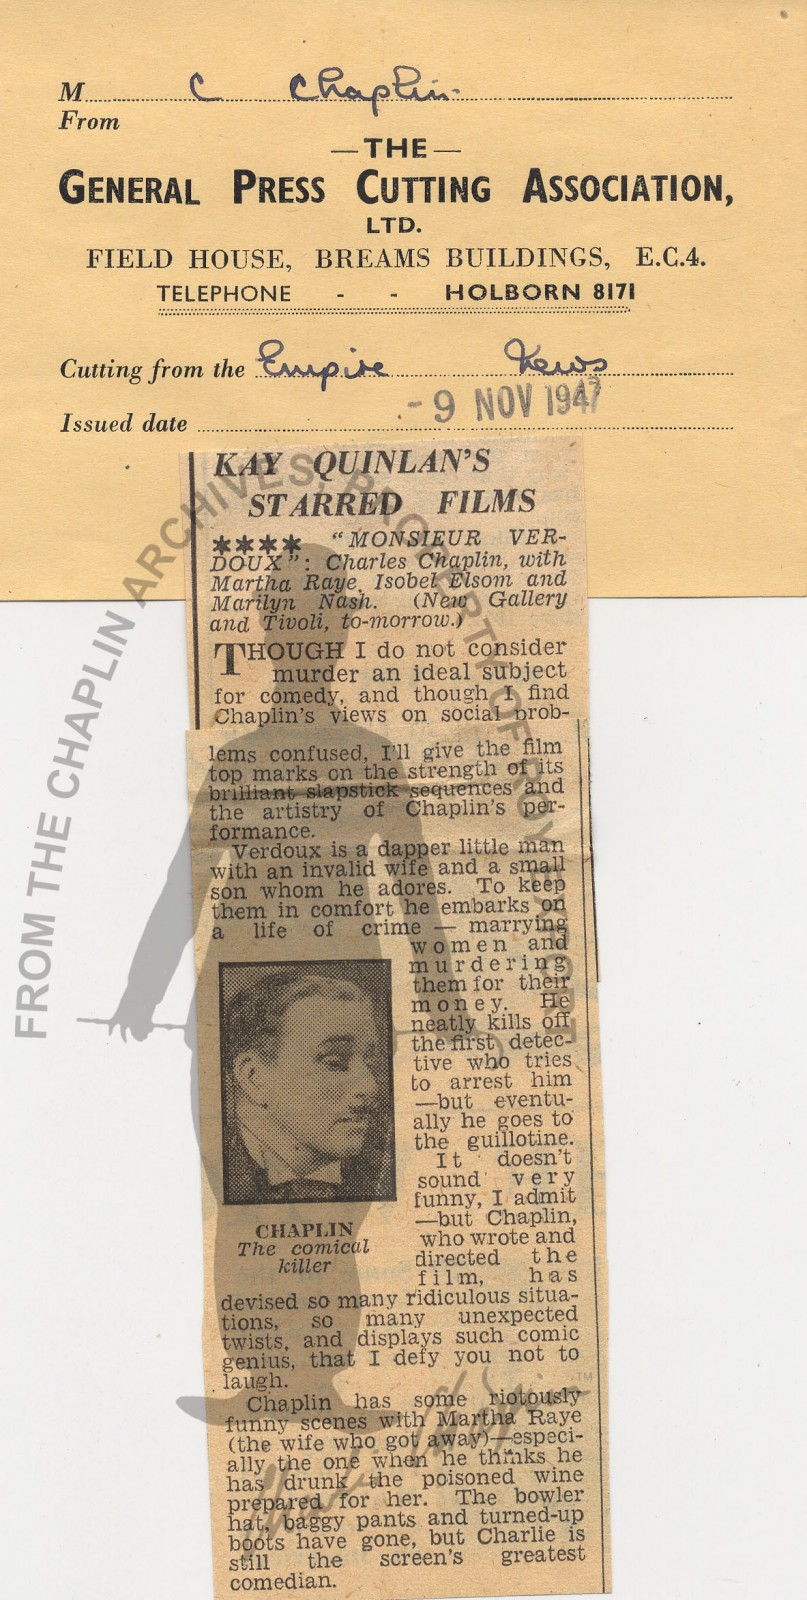 M C Chaplin.
From
— THE —
GENERAL PRESS CUTTING ASSOCIATION,
LTD.
FIELD HOUSE, BREAMS BUILDINGS, E.C.4.
TELEPHONE - - HOLBORN 8171
Cutting from the Empire News
Issued date -9 NOV 1947
KAY QUINLAN'S
STARRED FILMS
**** "MONSIEUR VER-
DOUX": Charles Chaplin, with
Martha Raye, Isobel Elsom and
Marilyn Nash. (New Gallery
and Tivoli, to-morrow.)
THOUGH I do not consider
murder an ideal subject
for comedy, and though I find
Chaplin's views on social prob-
lems confused, I'll give the film
top marks on the strength of its
brilliant slapstick sequences and
the artistry of Chaplin's per-
formance.
Verdoux is a dapper little man
with an invalid wife and a small
son whom he adores. To keep
them in comfort he embarks on
a life of crime — marrying
women and
murdering
them for their
money. He
neatly kills off
the first detec-
tive who tries
to arrest him
—but eventu-
ally he goes to
the guillotine.
It doesn't
sound very
funny, I admit
—but Chaplin,
who wrote and
directed the
film, has
CHAPLIN
The comical
killer
devised so many ridiculous situa-
tions, so many unexpected
twists, and displays such comic
genius, that I defy you not to
laugh.
Chaplin has some riotously
funny scenes with Martha Raye
(the wife who got away)—especi-
ally the one when he thinks he
has drunk the poisoned wine
prepared for her. The bowler
hat, baggy pants and turned-up
boots have gone, but Charlie is
still the screen's greatest
comedian.
FROM THE CHAPLIN ARCHIVES, PROPERTY OF ROY EXPORT
Charlie Chaplin™